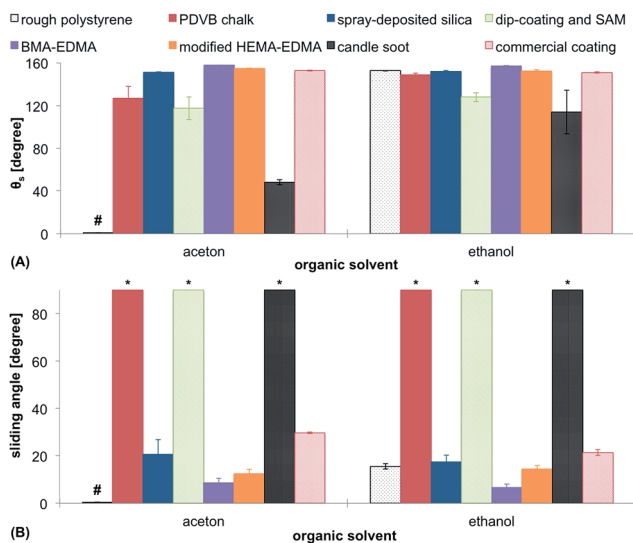 rough polystyrene PDVB chalk spray-deposited silica dip-coating and SAM
BMA-EDMA modified HEMA-EDMA candle soot commercial coating
160
120
80
40
0
θs [degree]
#
aceton ethanol
(A) organic solvent
* * * * * *
80
60
40
20
0
sliding angle [degree]
#
aceton ethanol
(B) organic solvent